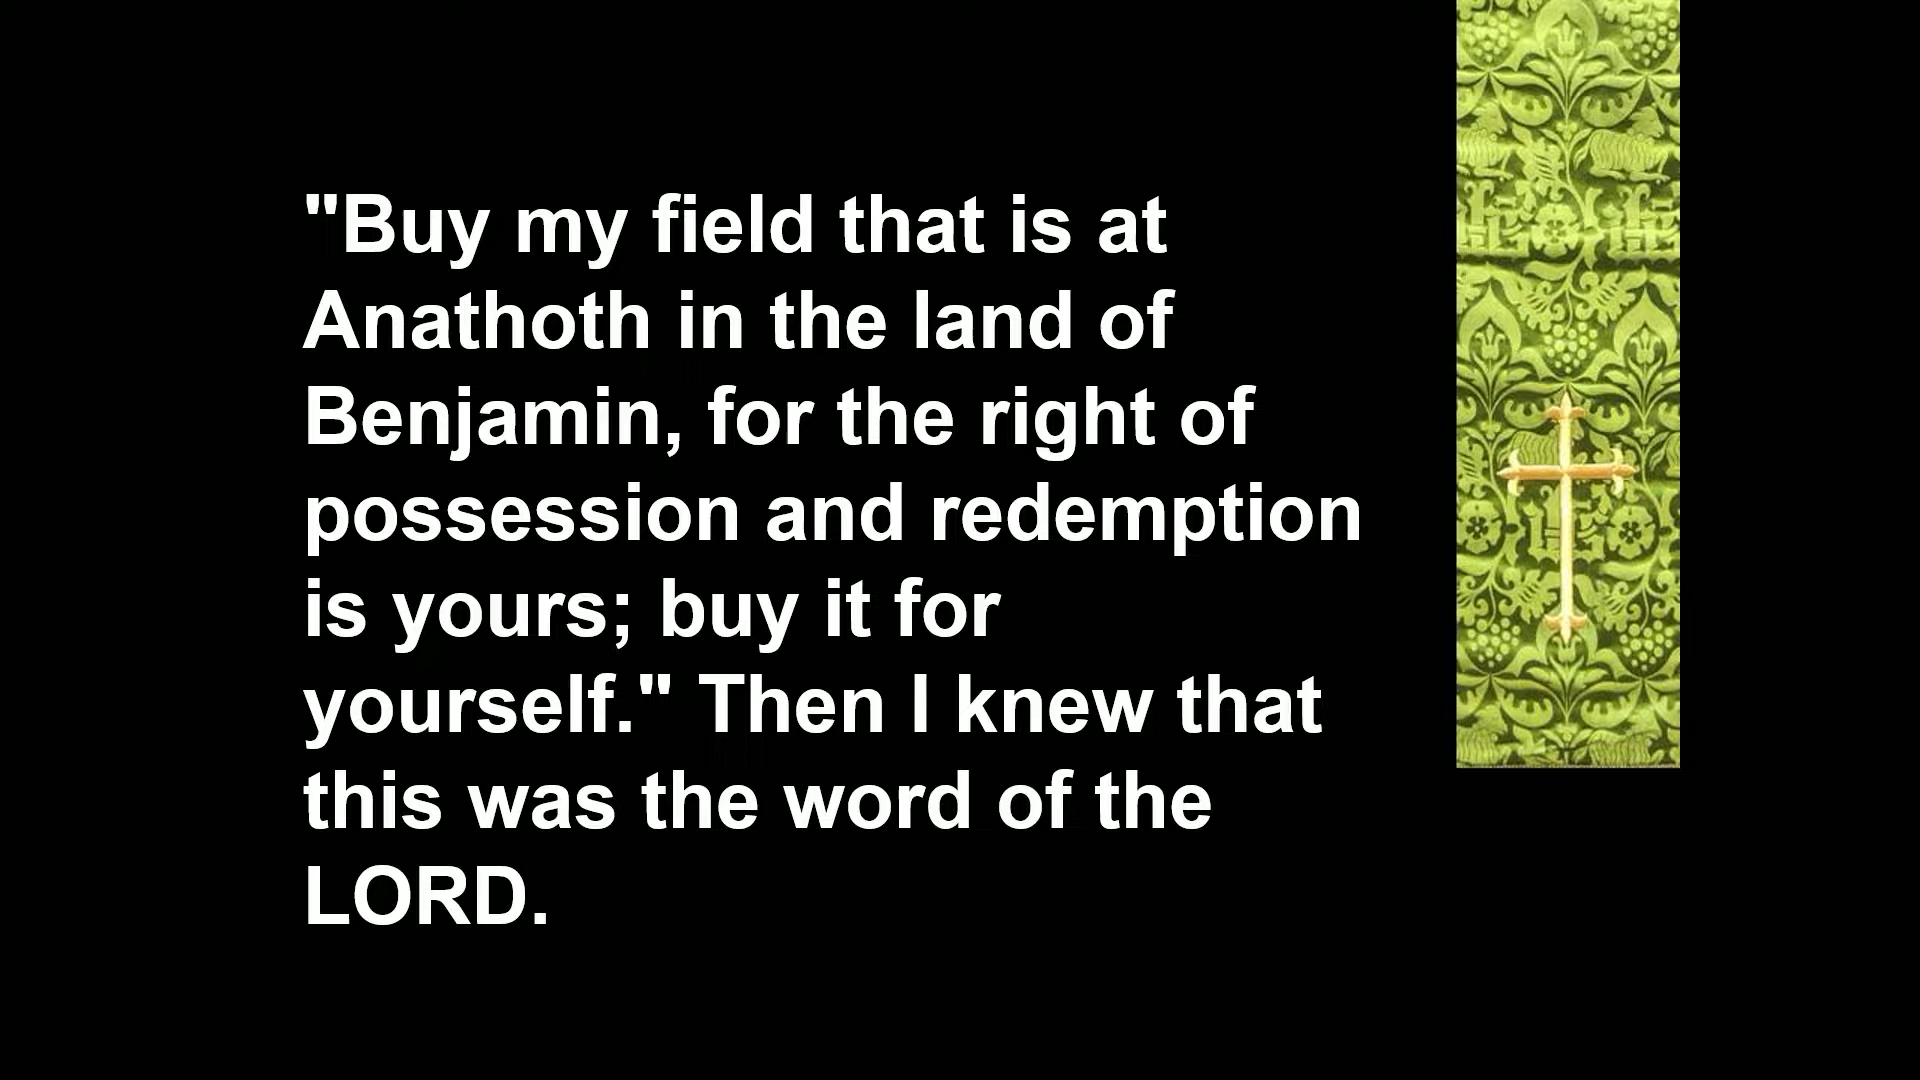 "Buy my field that is at
Anathoth in the land of
Benjamin, for the right of
possession and redemption
is yours; buy it for
yourself." Then I knew that
this was the word of the
LORD.